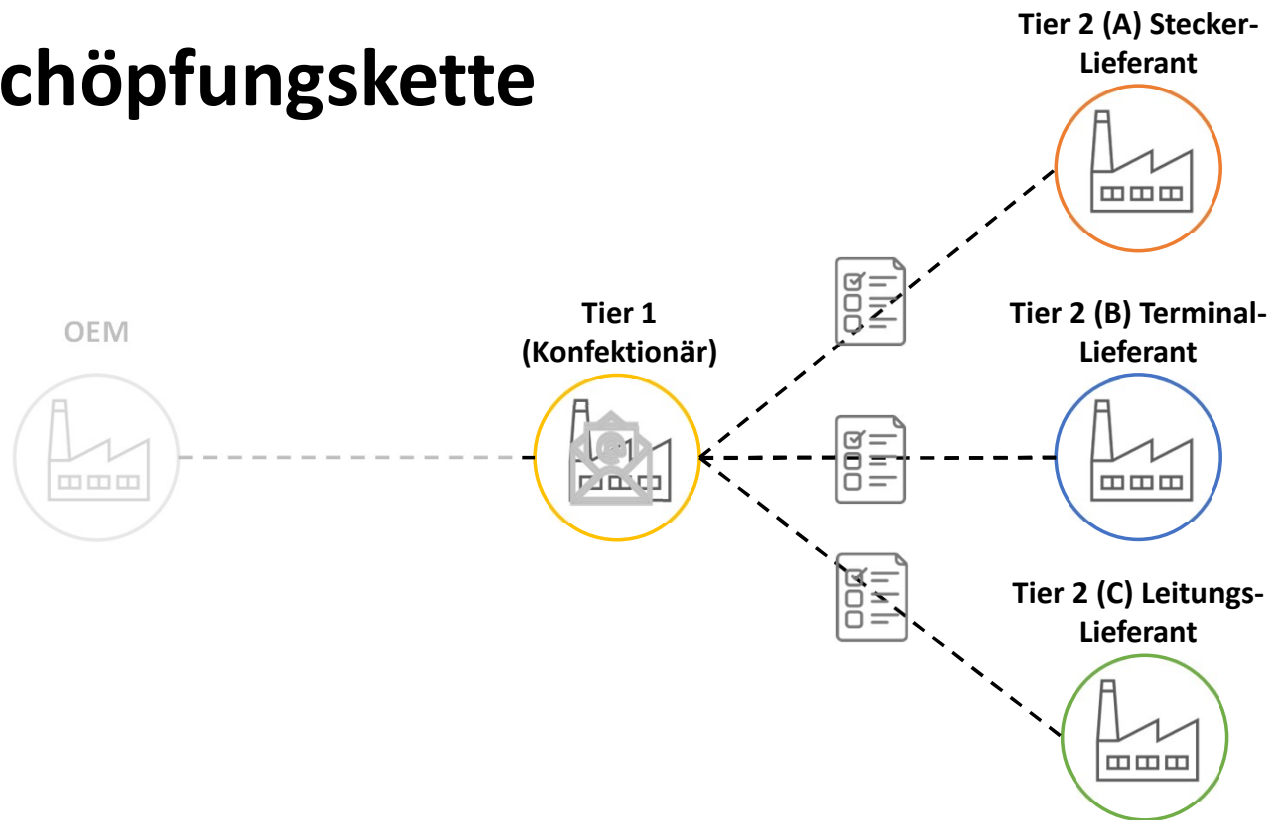 chöpfungskette
Tier 2 (A) Stecker-
Lieferant
OEM
Tier 1
(Konfektionär)
Tier 2 (B) Terminal-
Lieferant
Tier 2 (C) Leitungs-
Lieferant